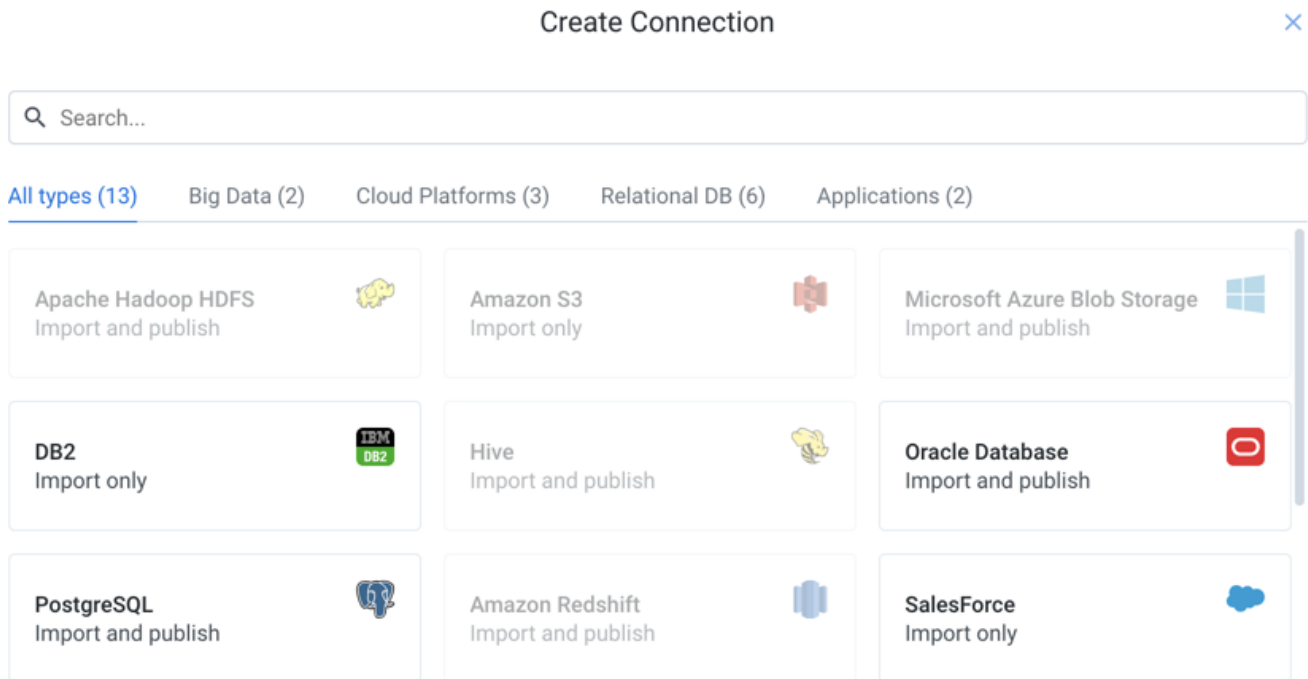 Create Connection
Search...
All types (13) Big Data (2) Cloud Platforms (3) Relational DB (6) Applications (2)
Apache Hadoop HDFS
Import and publish
Amazon S3
Import only
Microsoft Azure Blob Storage
Import and publish
DB2
Import only
IBM
DB2
Hive
Import and publish
Oracle Database
Import and publish
PostgreSQL
Import and publish
Amazon Redshift
Import and publish
SalesForce
Import only